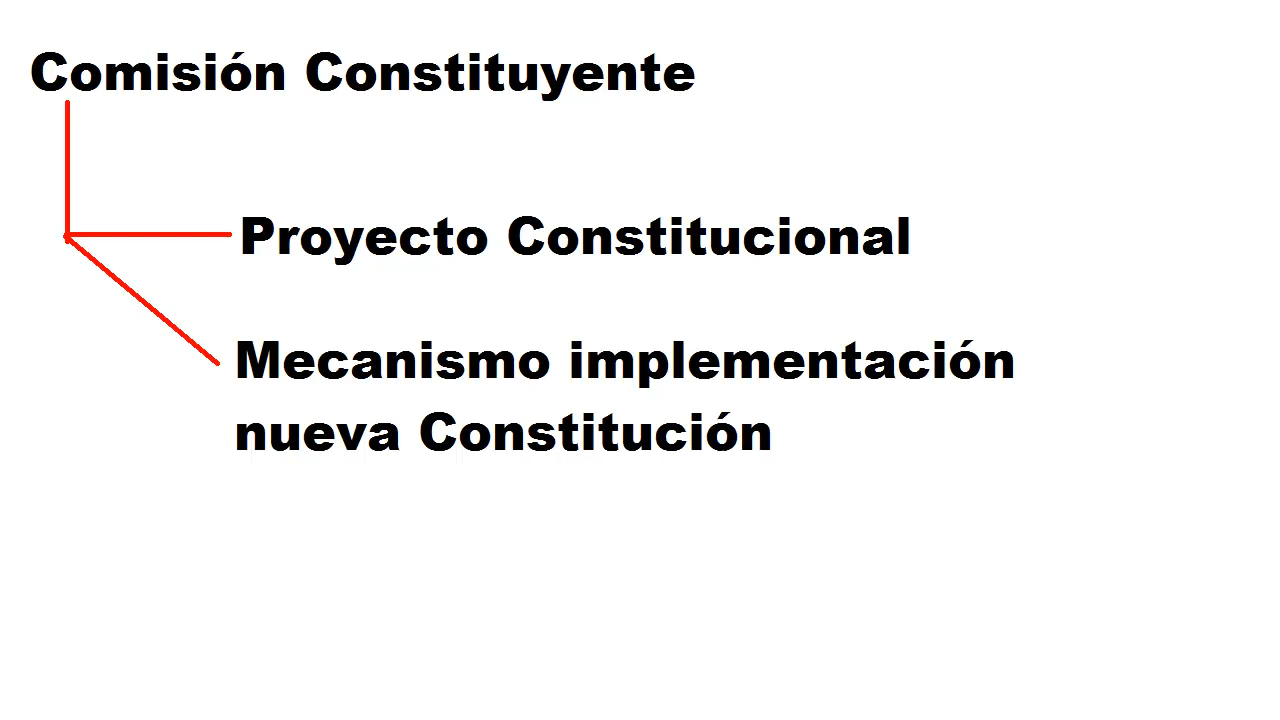 Comisión Constituyente
Proyecto Constitucional
Mecanismo implementación
nueva Constitución